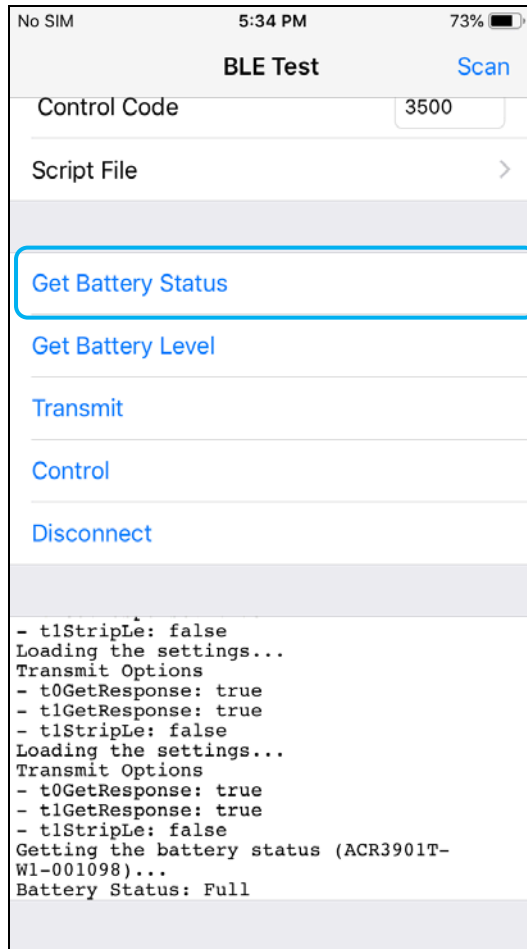 No SIM 5:34 PM 73%
BLE Test Scan
Control Code 3500
Script File
Get Battery Status
Get Battery Level
Transmit
Control
Disconnect
- t1StripLe: false
Loading the settings...
Transmit Options
- t0GetResponse: true
- t1GetResponse: true
- t1StripLe: false
Loading the settings...
Transmit Options
- t0GetResponse: true
- t1GetResponse: true
- t1StripLe: false
Getting the battery status (ACR3901T-
W1-001098)...
Battery Status: Full